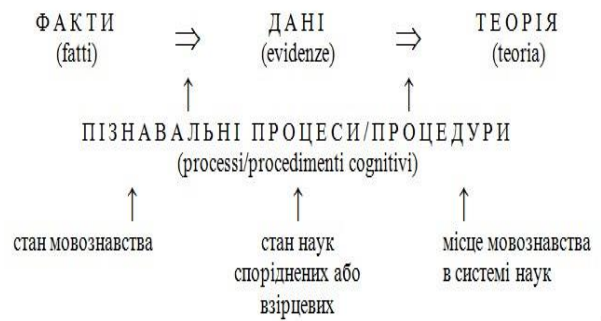 ФАКТИ ⇒ ДАНІ ⇒ ТЕОРІЯ
(fatti) (evidenze) (teoria)
↑ ↑
ПІЗНАВАЛЬНІ ПРОЦЕСИ/ПРОЦЕДУРИ
(processi/procedimenti cognitivi)
↑ ↑ ↑
стан мовознавства
стан наук
споріднених або
взірцевих
місце мовознавства
в системі наук